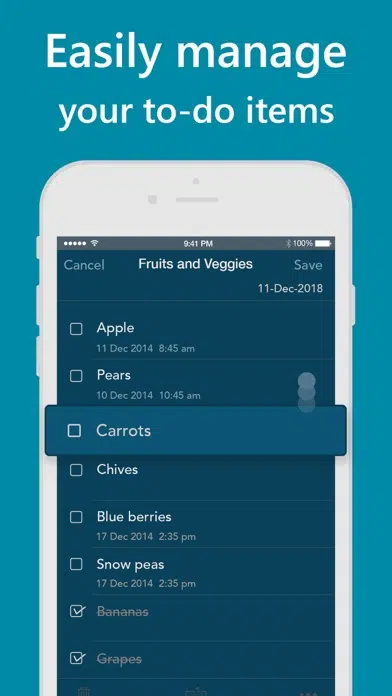 Easily manage
your to-do items
9:41 PM 100%
Cancel Fruits and Veggies Save
11-Dec-2018
Apple
11 Dec 2014 8:45 am
Pears
10 Dec 2014 10:45 am
Carrots
Chives
Blue berries
17 Dec 2014 2:35 pm
Snow peas
17 Dec 2014 2:35 pm
Bananas
Grapes